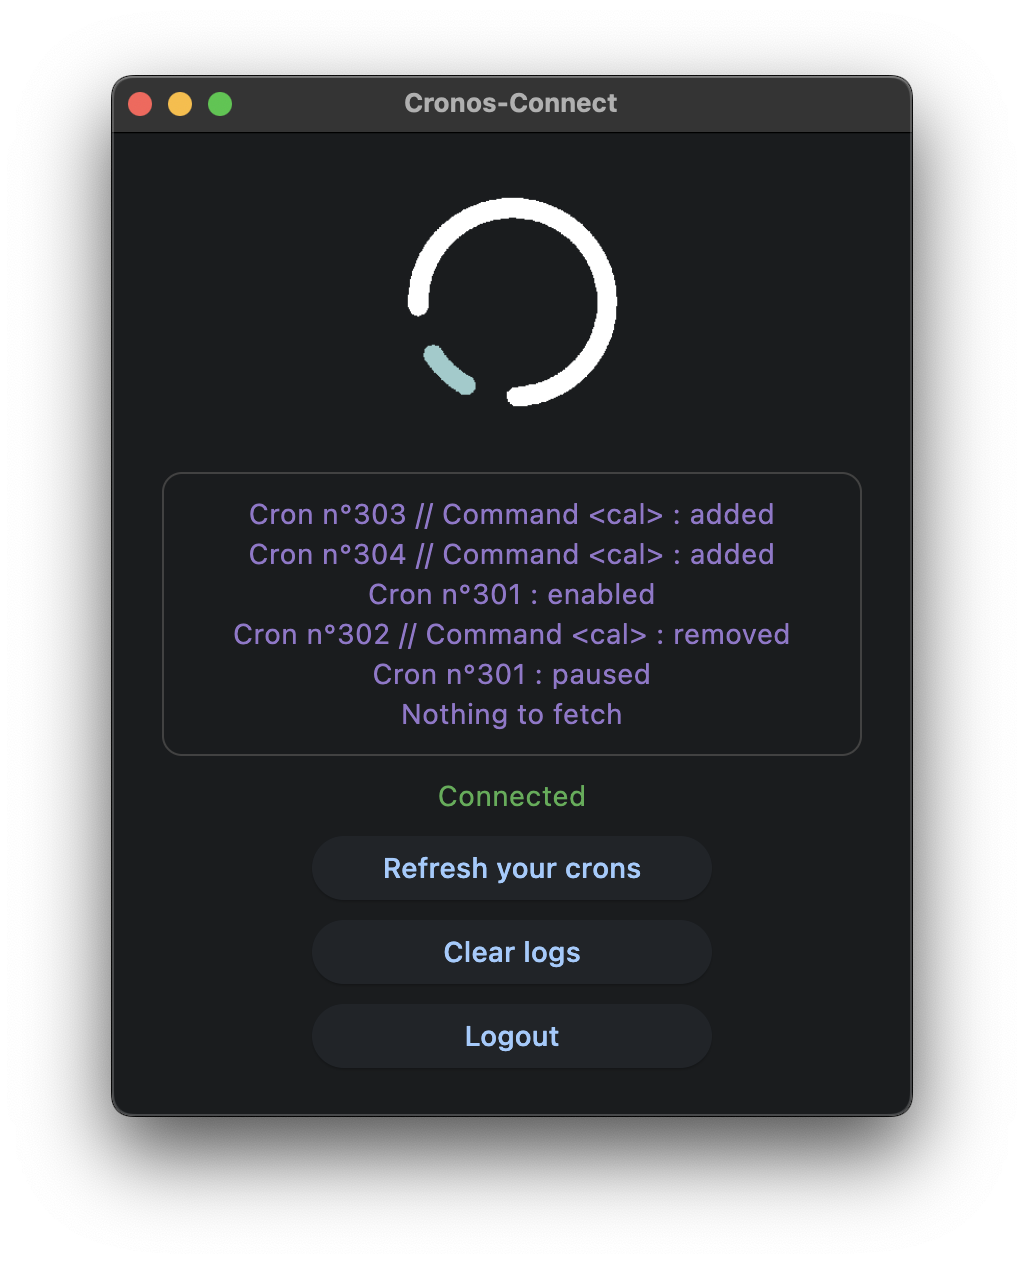 Cronos-Connect
Cron n°303 // Command <cal> : added
Cron n°304 // Command <cal> : added
Cron n°301 : enabled
Cron n°302 // Command <cal> : removed
Cron n°301 : paused
Nothing to fetch
Connected
Refresh your crons
Clear logs
Logout